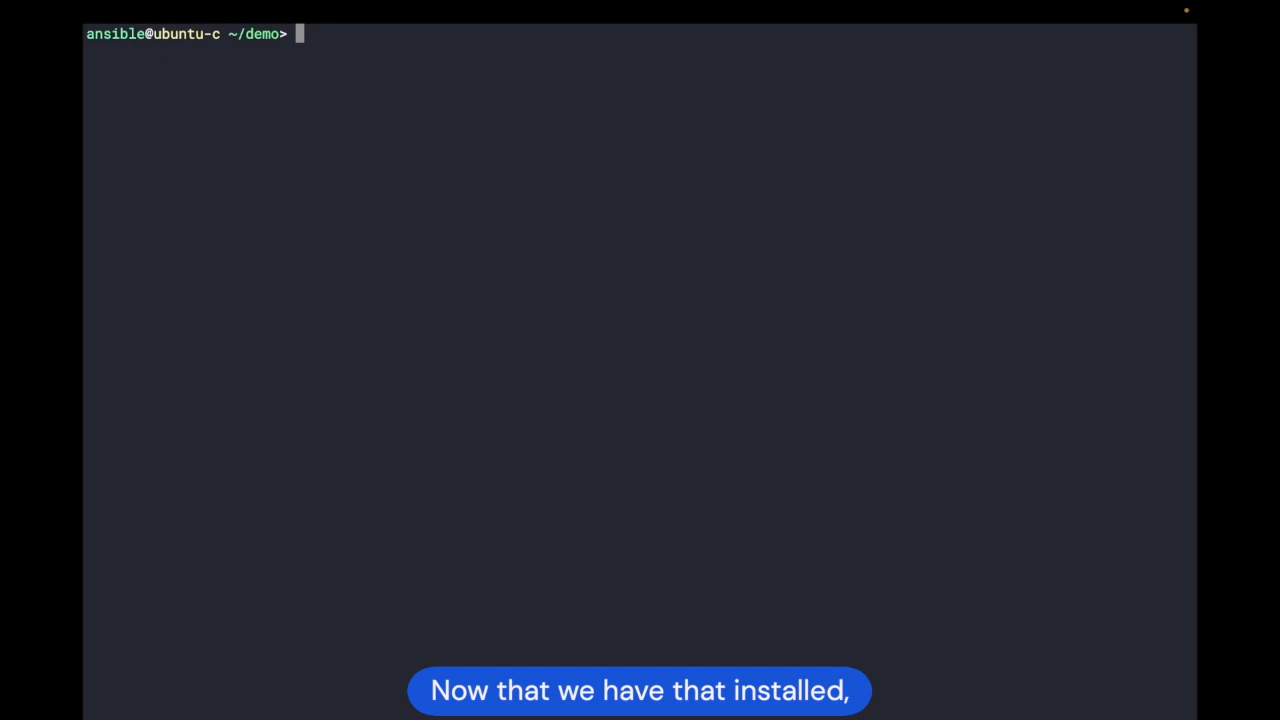 ansible@ubuntu-c ~/demo>
Now that we have that installed,